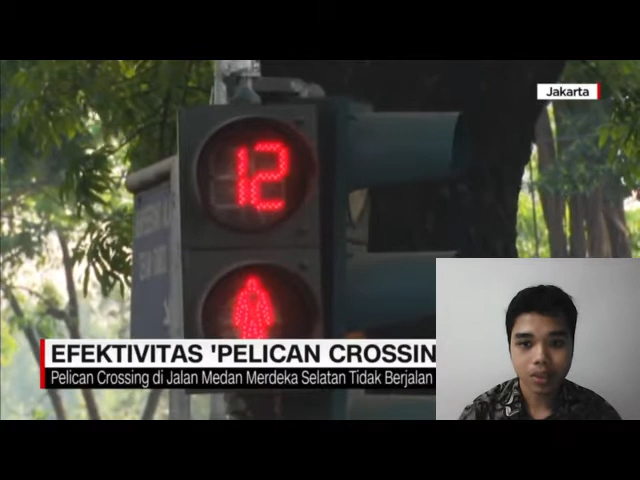 Jakarta
12
EFEKTIVITAS 'PELICAN CROSSIN
Pelican Crossing di Jalan Medan Merdeka Selatan Tidak Berjalan